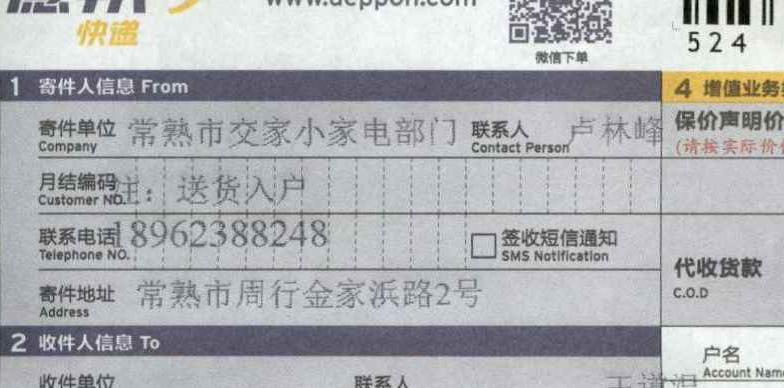 快递
www.deppon.com
微信下单
524
1 寄件人信息 From
4 增值业务
寄件单位 常熟市交家小家电部门 联系人 卢林峰
Company Contact Person
保价声明价
(请按实际价
月结编码 注：送货入户
Customer NO.
联系电话 18962388248 签收短信通知
Telephone NO. SMS Notification
代收货款
C.O.D
寄件地址 常熟市周行金家浜路2号
Address
2 收件人信息 To
户名
Account Name
收件单位 联系人